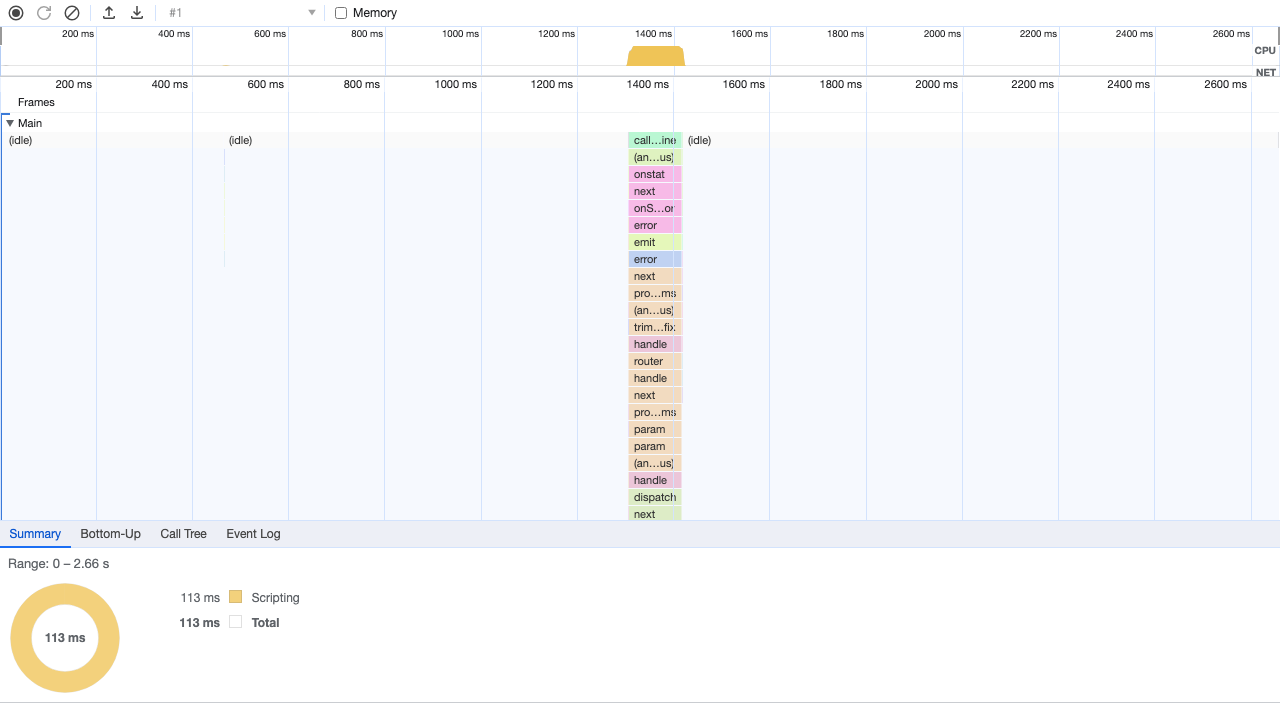 #1 Memory
200 ms 400 ms 600 ms 800 ms 1000 ms 1200 ms 1400 ms 1600 ms 1800 ms 2000 ms 2200 ms 2400 ms 2600 ms
CPU
NET
200 ms 400 ms 600 ms 800 ms 1000 ms 1200 ms 1400 ms 1600 ms 1800 ms 2000 ms 2200 ms 2400 ms 2600 ms
Frames
Main
(idle) (idle) call…ine (idle)
(an…us)
onstat
next
onS…or
error
emit
error
next
pro…ms
(an…us)
trim…fix
handle
router
handle
next
pro…ms
param
param
(an…us)
handle
dispatch
next
Summary Bottom-Up Call Tree Event Log
Range: 0 – 2.66 s
113 ms Scripting
113 ms Total
113 ms